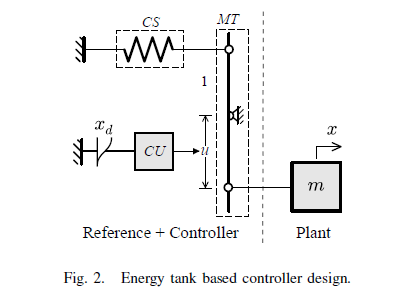 CS MT
1
x_d
x
CU u
m
Reference + Controller Plant
Fig. 2. Energy tank based controller design.